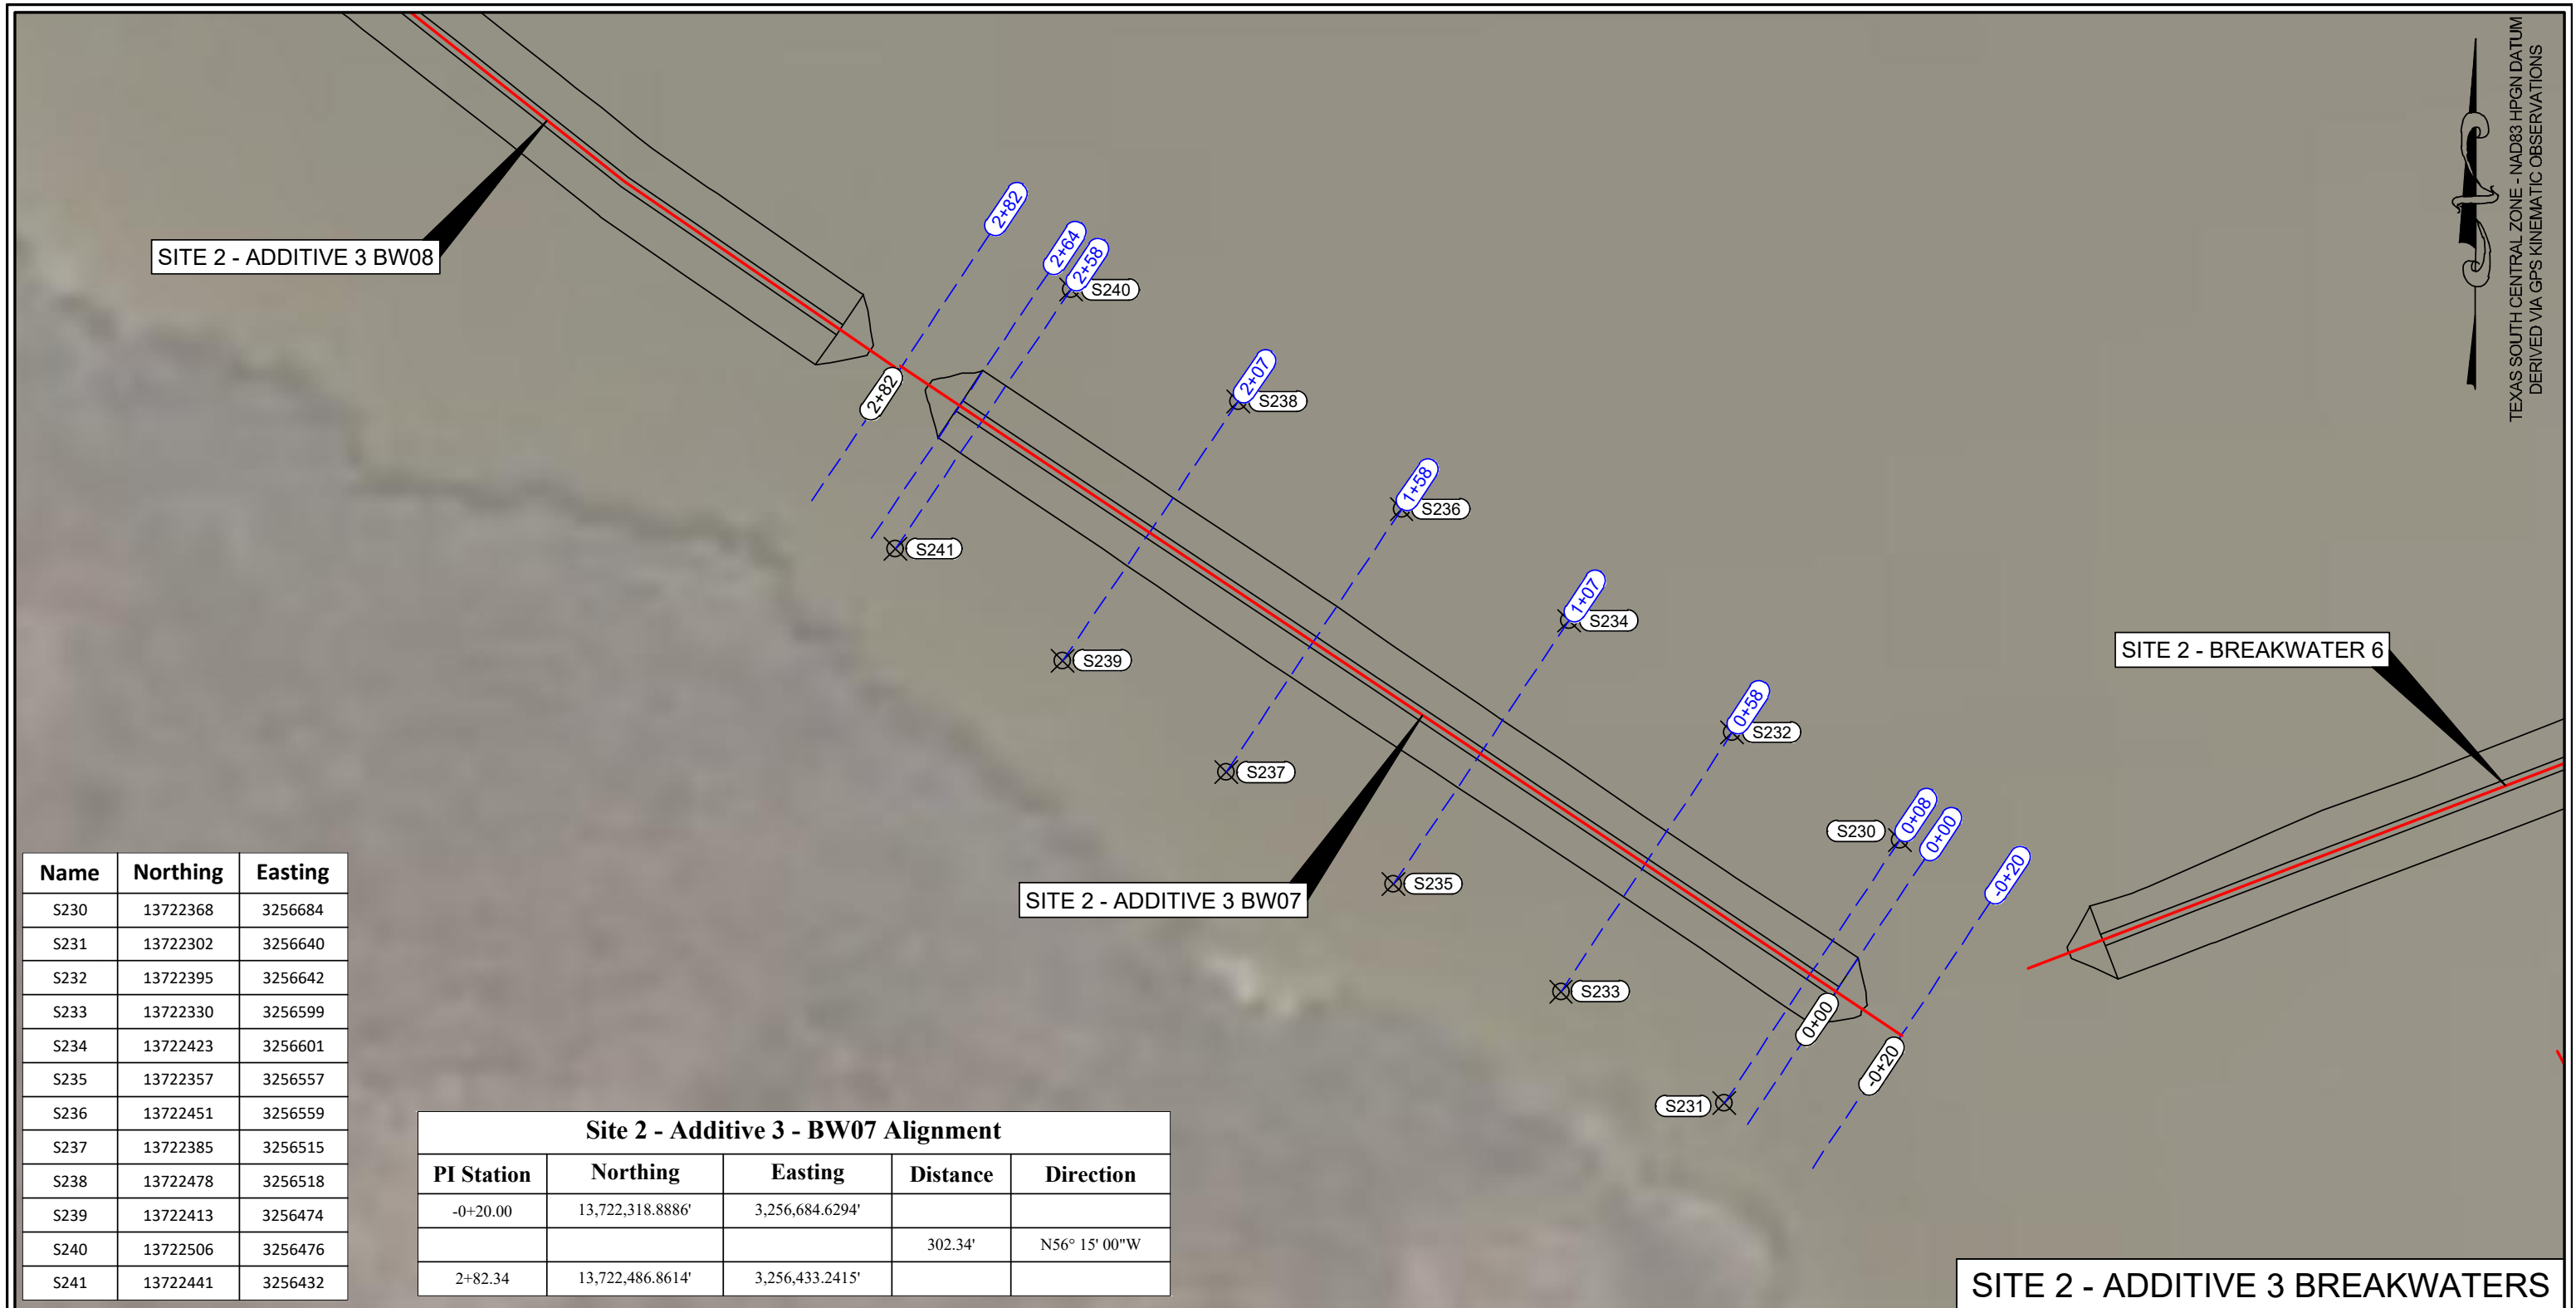 TEXAS SOUTH CENTRAL ZONE - NAD83 HPGN DATUM
DERIVED VIA GPS KINEMATIC OBSERVATIONS
SITE 2 - ADDITIVE 3 BW08
2+82
2+64
2+58
S240
2+82
2+07
S238
1+58
S236
S241
1+07
S234
S239
SITE 2 - BREAKWATER 6
0+58
S232
S237
S230
0+08
0+00
-0+20
S235
SITE 2 - ADDITIVE 3 BW07
S233
0+00
-0+20
S231
Name Northing Easting
S230 13722368 3256684
S231 13722302 3256640
S232 13722395 3256642
S233 13722330 3256599
S234 13722423 3256601
S235 13722357 3256557
S236 13722451 3256559
S237 13722385 3256515
S238 13722478 3256518
S239 13722413 3256474
S240 13722506 3256476
S241 13722441 3256432
Site 2 - Additive 3 - BW07 Alignment
PI Station Northing Easting Distance Direction
-0+20.00 13,722,318.8886' 3,256,684.6294'
302.34' N56° 15' 00"W
2+82.34 13,722,486.8614' 3,256,433.2415'
SITE 2 - ADDITIVE 3 BREAKWATERS